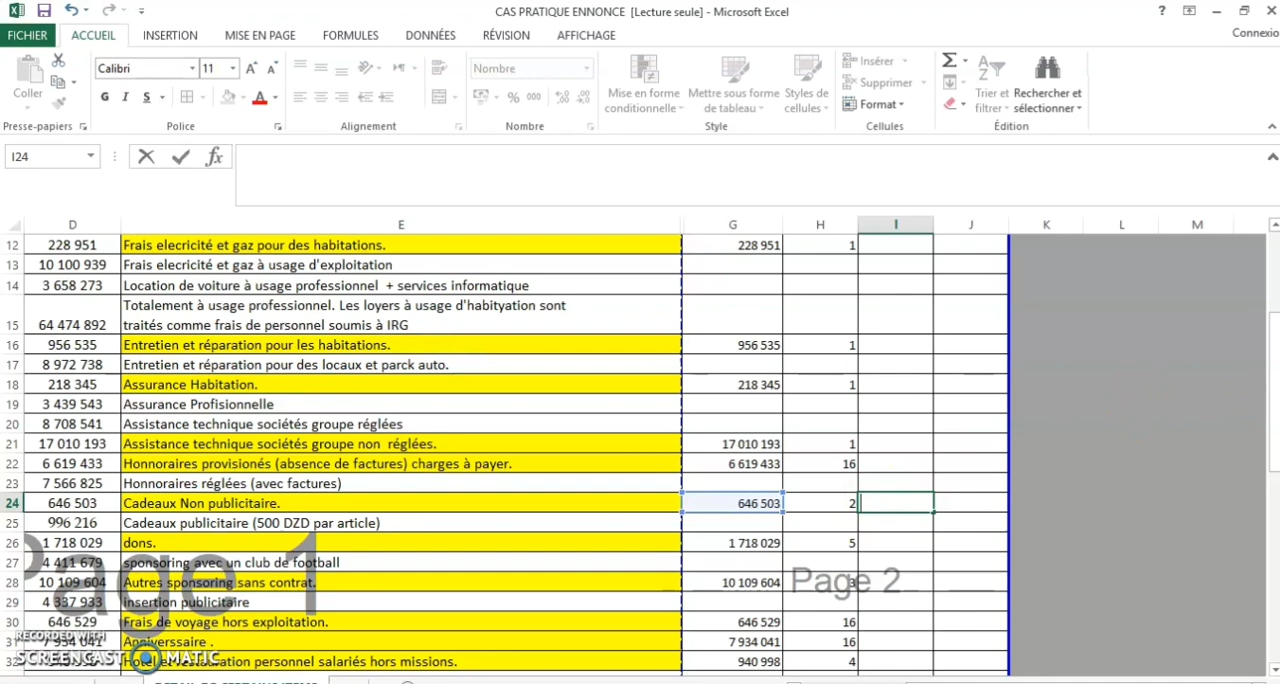 CAS PRATIQUE ENNONCE [Lecture seule] - Microsoft Excel
?
FICHIER ACCUEIL INSERTION MISE EN PAGE FORMULES DONNÉES RÉVISION AFFICHAGE Connexio
Coller
Presse-papiers
Calibri 11
G I S A
Police
Alignement
Nombre
% 000
Nombre
Mise en forme
conditionnelle
Mettre sous forme
de tableau
Styles de
cellules
Style
Insérer
Supprimer
Format
Cellules
Trier et
filtrer
Rechercher et
sélectionner
Édition
I24 fx
D E G H I J K L M
12 228 951 Frais elecricité et gaz pour des habitations. 228 951 1
13 10 100 939 Frais elecricité et gaz à usage d'exploitation
14 3 658 273 Location de voiture à usage professionnel + services informatique
Totalement à usage professionnel. Les loyers à usage d'habityation sont
15 64 474 892 traités comme frais de personnel soumis à IRG
16 956 535 Entretien et réparation pour les habitations. 956 535 1
17 8 972 738 Entretien et réparation pour des locaux et parck auto.
18 218 345 Assurance Habitation. 218 345 1
19 3 439 543 Assurance Profisionnelle
20 8 708 541 Assistance technique sociétés groupe réglées
21 17 010 193 Assistance technique sociétés groupe non réglées. 17 010 193 1
22 6 619 433 Honnoraires provisionés (absence de factures) charges à payer. 6 619 433 16
23 7 566 825 Honnoraires réglées (avec factures)
24 646 503 Cadeaux Non publicitaire. 646 503 2
25 996 216 Cadeaux publicitaire (500 DZD par article)
26 1 718 029 dons. 1 718 029 5
27 4 411 679 sponsoring avec un club de football
28 10 109 604 Autres sponsoring sans contrat. 10 109 604 3
29 4 337 933 insertion publicitaire
30 646 529 Frais de voyage hors exploitation. 646 529 16
31 7 934 041 Anniverssaire . 7 934 041 16
32 Hotel et restauration personnel salariés hors missions. 940 998 4
Page 1
Page 2
RECORDED WITH
SCREENCAST MATIC